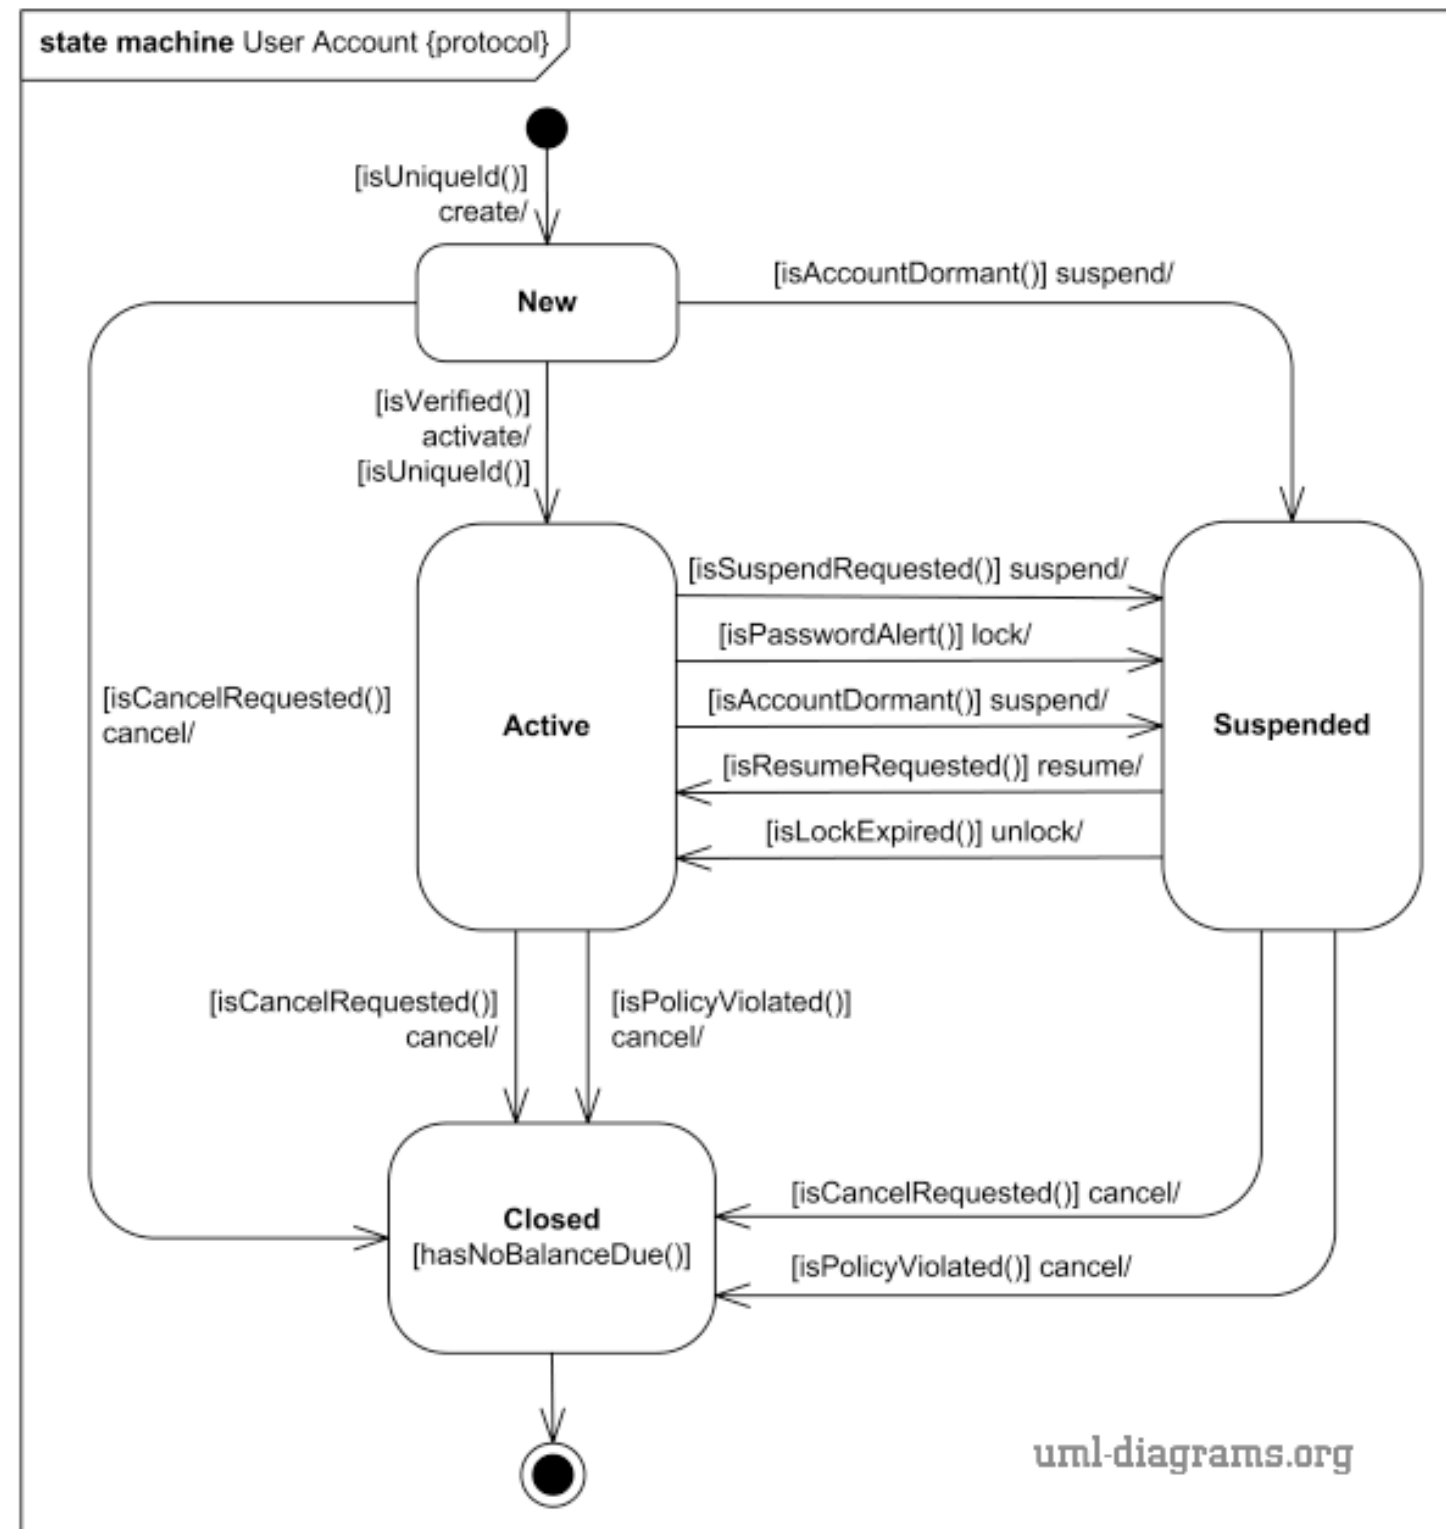 state machine User Account {protocol}
[isUniqueId()]
create/
New
[isAccountDormant()] suspend/
[isVerified()]
activate/
[isUniqueId()]
[isSuspendRequested()] suspend/
[isPasswordAlert()] lock/
[isCancelRequested()]
cancel/
Active
[isAccountDormant()] suspend/
Suspended
[isResumeRequested()] resume/
[isLockExpired()] unlock/
[isCancelRequested()]
cancel/
[isPolicyViolated()]
cancel/
Closed
[hasNoBalanceDue()]
[isCancelRequested()] cancel/
[isPolicyViolated()] cancel/
uml-diagrams.org